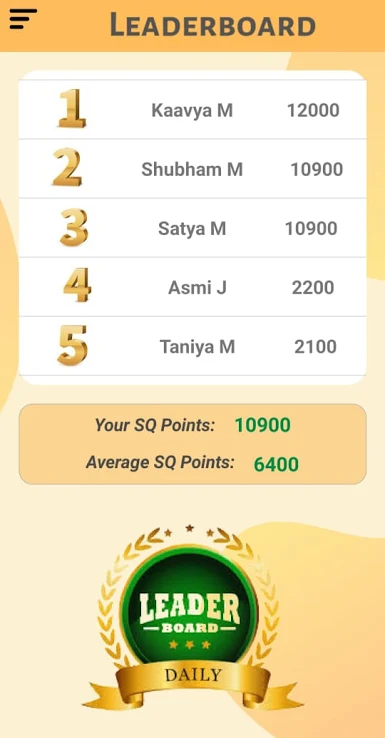 LEADERBOARD
1 Kaavya M 12000
2 Shubham M 10900
3 Satya M 10900
4 Asmi J 2200
5 Taniya M 2100
Your SQ Points: 10900
Average SQ Points: 6400
LEADER
BOARD
DAILY